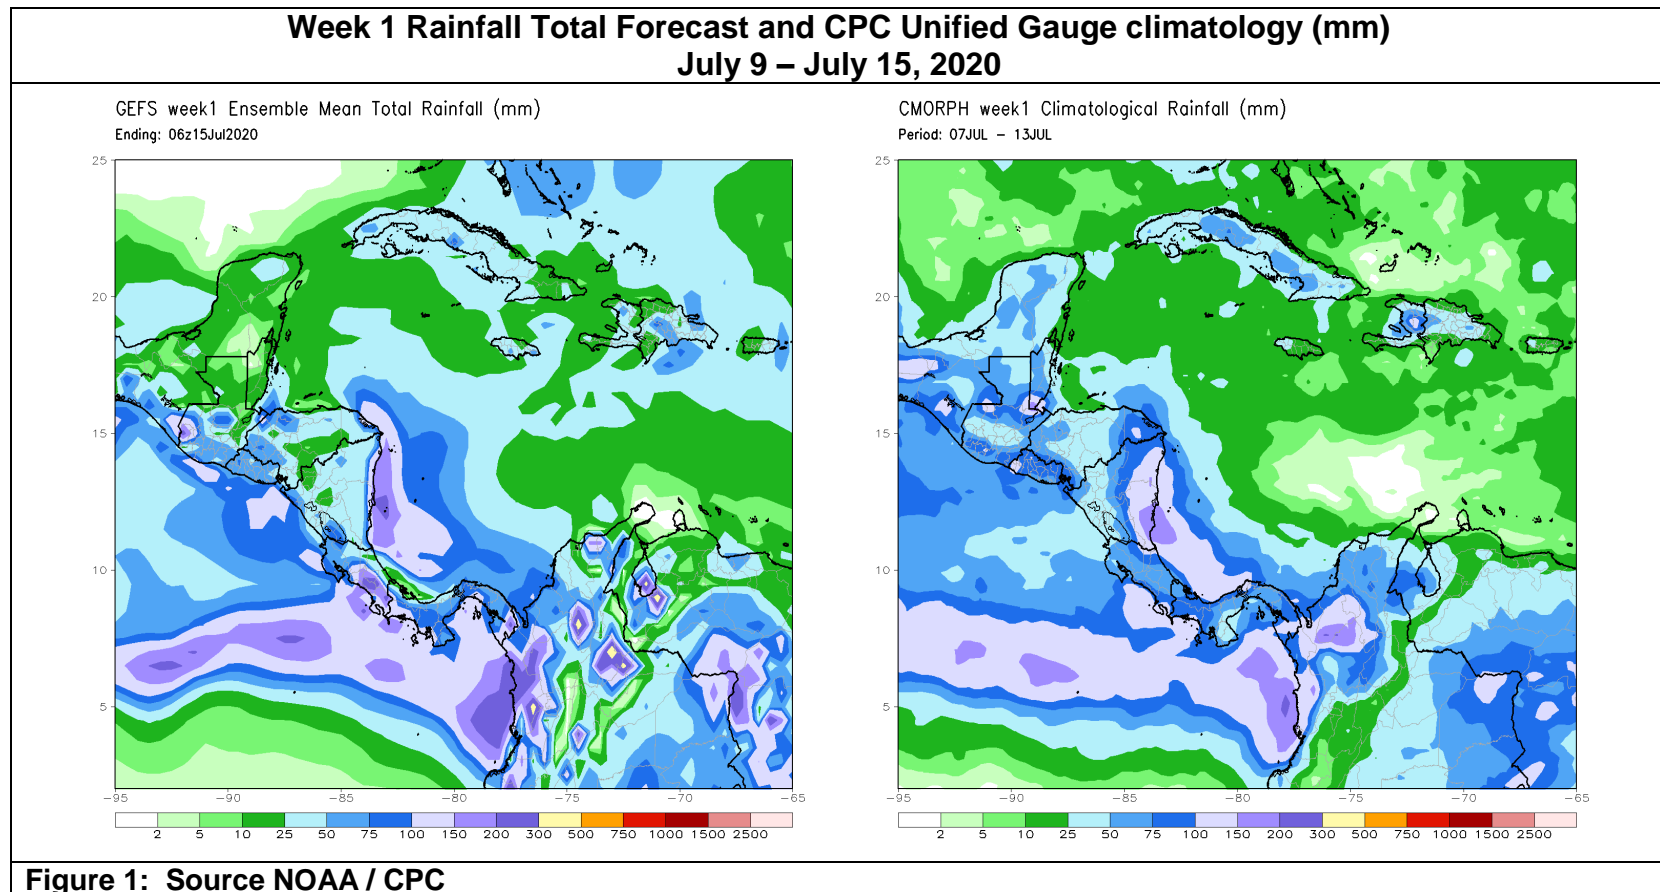 Week 1 Rainfall Total Forecast and CPC Unified Gauge climatology (mm)
July 9 – July 15, 2020
GEFS week1 Ensemble Mean Total Rainfall (mm)
Ending: 06z15Jul2020
25
20
15
10
5
-95 -90 -85 -80 -75 -70 -65
2 5 10 25 50 75 100 150 200 300 500 750 1000 1500 2500
CMORPH week1 Climatological Rainfall (mm)
Period: 07JUL - 13JUL
25
20
15
10
5
-95 -90 -85 -80 -75 -70 -65
2 5 10 25 50 75 100 150 200 300 500 750 1000 1500 2500
Figure 1: Source NOAA / CPC